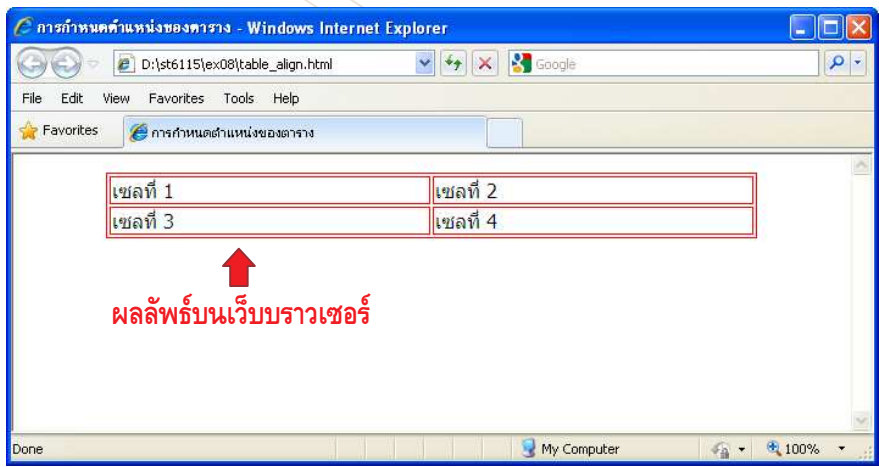 การกำหนดตำแหน่งของตาราง - Windows Internet Explorer
D:\st6115\ex08\table_align.html Google
File Edit View Favorites Tools Help
Favorites การกำหนดตำแหน่งของตาราง
เซลที่ 1 เซลที่ 2
เซลที่ 3 เซลที่ 4
ผลลัพธ์บนเว็บบราวเซอร์
Done My Computer 100%